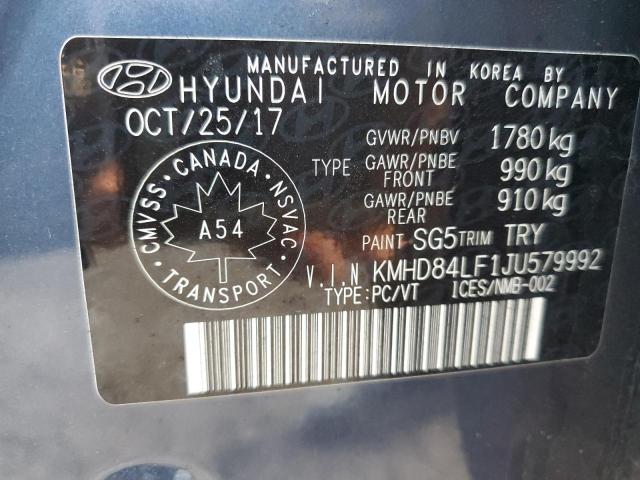 MANUFACTURED IN KOREA BY
HYUNDAI MOTOR COMPANY
OCT/25/17
GVWR/PNBV 1780 kg
TYPE GAWR/PNBE FRONT 990 kg
GAWR/PNBE REAR 910 kg
PAINT SG5 TRIM TRY
V.I.N KMHD84LF1JU579992
TYPE:PC/VT ICES/NMB-002
CMVSS · CANADA · NSVAC
A54
TRANSPORT